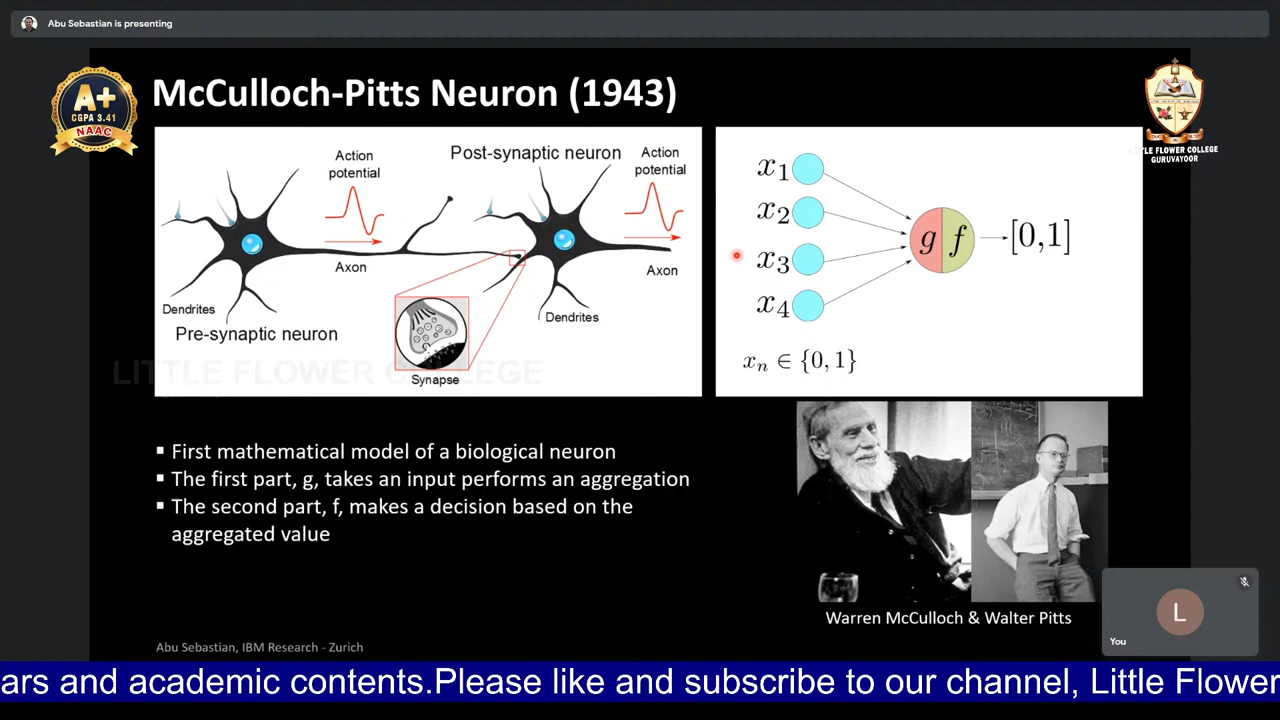 Abu Sebastian is presenting
A+
CGPA 3.41
NAAC
McCulloch-Pitts Neuron (1943)
LITTLE FLOWER COLLEGE
GURUVAYOOR
Action
potential
Post-synaptic neuron
Action
potential
Axon
Axon
Dendrites
Dendrites
Pre-synaptic neuron
Synapse
x1
x2
x3
x4
g f
[0,1]
xn ∈ {0, 1}
LITTLE FLOWER COLLEGE
▪ First mathematical model of a biological neuron
▪ The first part, g, takes an input performs an aggregation
▪ The second part, f, makes a decision based on the
aggregated value
Warren McCulloch & Walter Pitts
L
You
Abu Sebastian, IBM Research - Zurich
ars and academic contents.Please like and subscribe to our channel, Little Flower